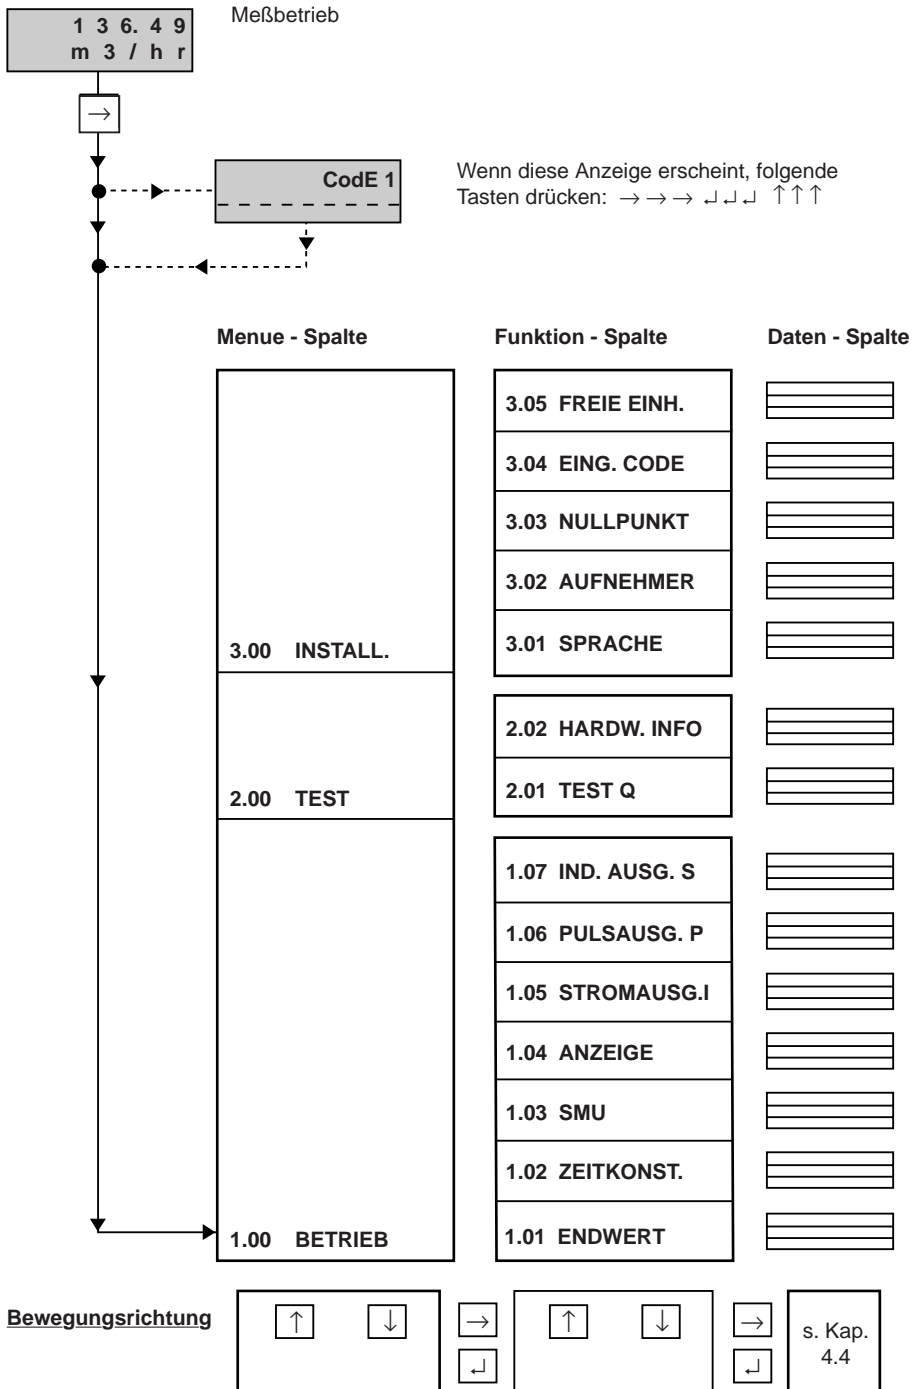 1 3 6. 4 9
m 3 / h r
Meßbetrieb
→
CodE 1
Wenn diese Anzeige erscheint, folgende
Tasten drücken: → → → ↵ ↵ ↵ ↑ ↑ ↑
Menue - Spalte
Funktion - Spalte
Daten - Spalte
3.05 FREIE EINH.
3.04 EING. CODE
3.03 NULLPUNKT
3.02 AUFNEHMER
3.00 INSTALL.
3.01 SPRACHE
2.02 HARDW. INFO
2.00 TEST
2.01 TEST Q
1.07 IND. AUSG. S
1.06 PULSAUSG. P
1.05 STROMAUSG.I
1.04 ANZEIGE
1.03 SMU
1.02 ZEITKONST.
1.00 BETRIEB
1.01 ENDWERT
Bewegungsrichtung
↑ ↓ → ↑ ↓ →
↵ ↵
s. Kap.
4.4